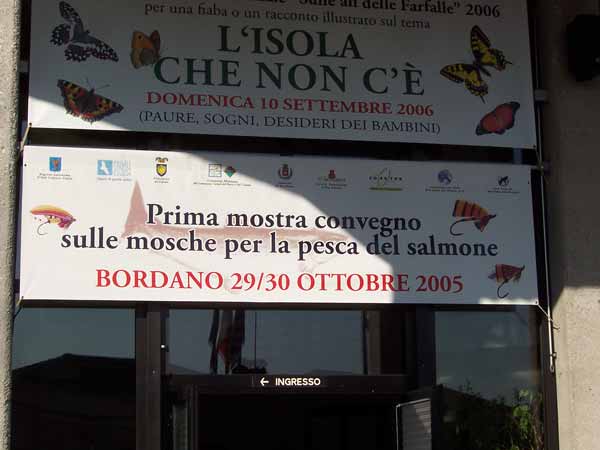 "Sulle ali delle Farfalle" 2006
per una fiaba o un racconto illustrato sul tema
L'ISOLA
CHE NON C'È
DOMENICA 10 SETTEMBRE 2006
(PAURE, SOGNI, DESIDERI DEI BAMBINI)
Prima mostra convegno
sulle mosche per la pesca del salmone
BORDANO 29/30 OTTOBRE 2005
← INGRESSO